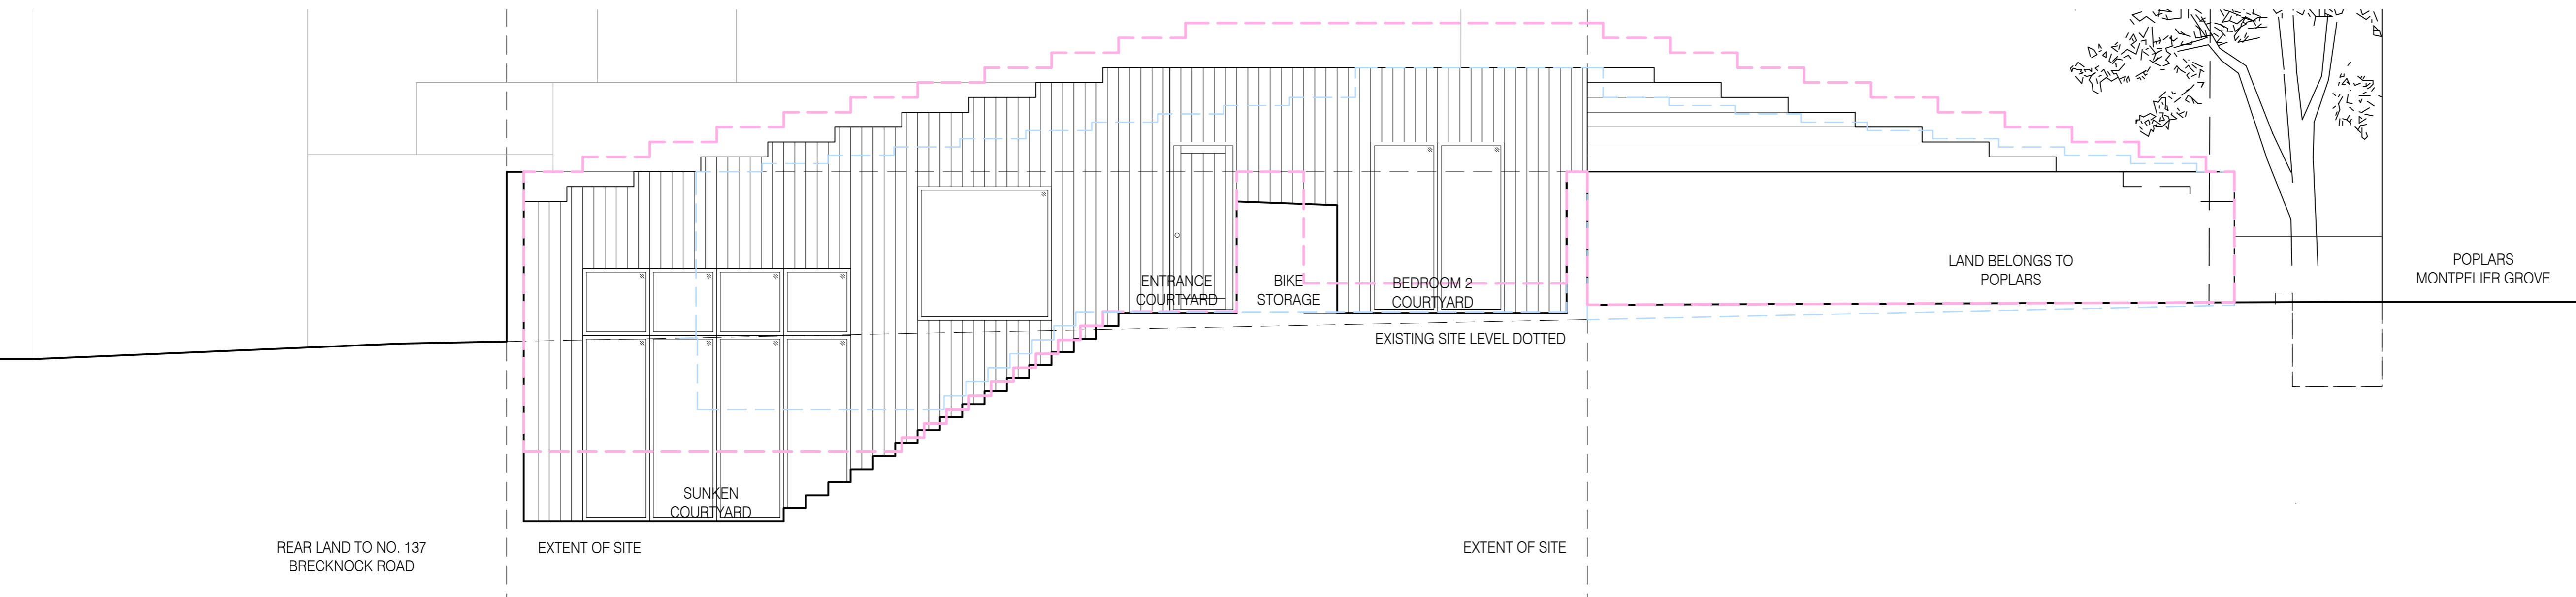 ENTRANCE
COURTYARD
BIKE
STORAGE
BEDROOM 2
COURTYARD
LAND BELONGS TO
POPLARS
POPLARS
MONTPELIER GROVE
EXISTING SITE LEVEL DOTTED
SUNKEN
COURTYARD
REAR LAND TO NO. 137
BRECKNOCK ROAD
EXTENT OF SITE
EXTENT OF SITE